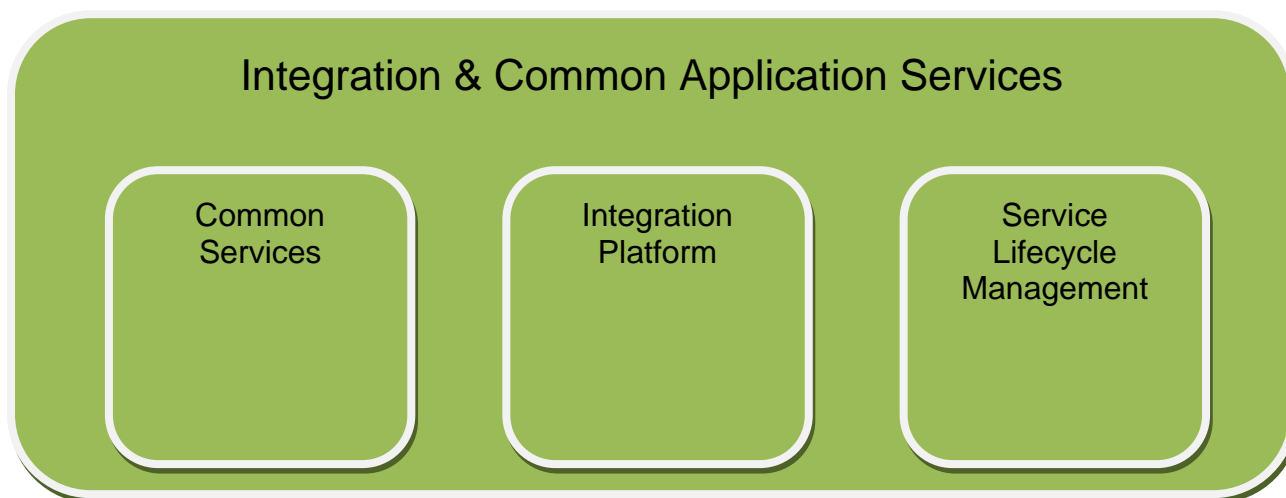 Integration & Common Application Services
Common
Services
Integration
Platform
Service
Lifecycle
Management